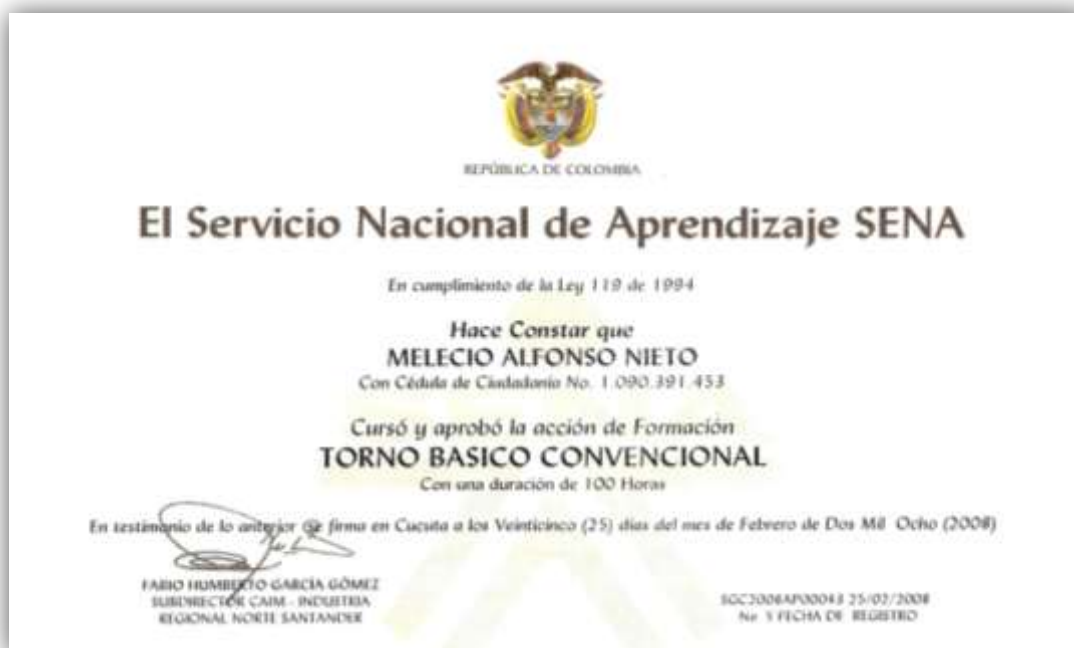 REPÚBLICA DE COLOMBIA
El Servicio Nacional de Aprendizaje SENA
En cumplimiento de la Ley 119 de 1994
Hace Constar que
MELECIO ALFONSO NIETO
Con Cédula de Ciudadanía No. 1.090.391.453
Cursó y aprobó la acción de Formación
TORNO BASICO CONVENCIONAL
Con una duración de 100 Horas
En testimonio de lo anterior se firma en Cucuta a los Veinticinco (25) días del mes de Febrero de Dos Mil Ocho (2008)
FABIO HUMBERTO GARCÍA GÓMEZ
SUBDIRECTOR CAIM - INDUSTRIA
REGIONAL NORTE SANTANDER
SGC2008AP00043 25/02/2008
No Y FECHA DE REGISTRO